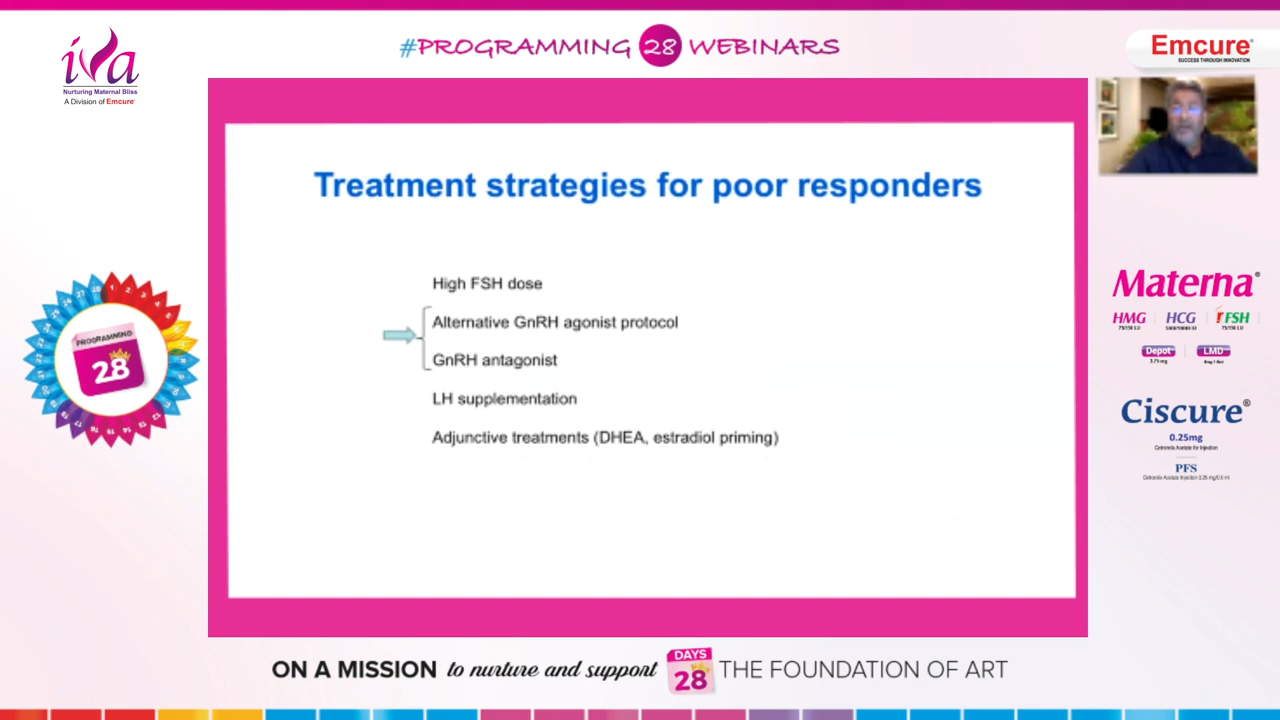 #PROGRAMMING 28 WEBINARS
iva
Nurturing Maternal Bliss
A Division of Emcure
Emcure®
SUCCESS THROUGH INNOVATION
Treatment strategies for poor responders
High FSH dose
Alternative GnRH agonist protocol
GnRH antagonist
LH supplementation
Adjunctive treatments (DHEA, estradiol priming)
PROGRAMMING
28
Materna®
HMG HCG FSH
75/150 I.U
75/150 I.U
Depot LMD
3.75 mg
Ciscure®
0.25mg
Cetrorelix Acetate for Injection
PFS
Cetrorelix Acetate Injection 0.25 mg/0.5 ml
ON A MISSION to nurture and support DAYS 28 THE FOUNDATION OF ART